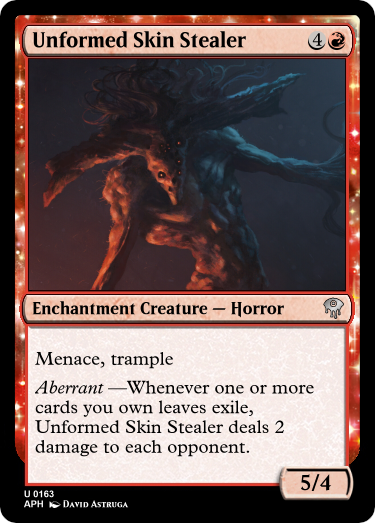 Unformed Skin Stealer 4
Enchantment Creature — Horror
Menace, trample
Aberrant —Whenever one or more
cards you own leaves exile,
Unformed Skin Stealer deals 2
damage to each opponent.
5/4
U 0163
APH DAVID ASTRUGA